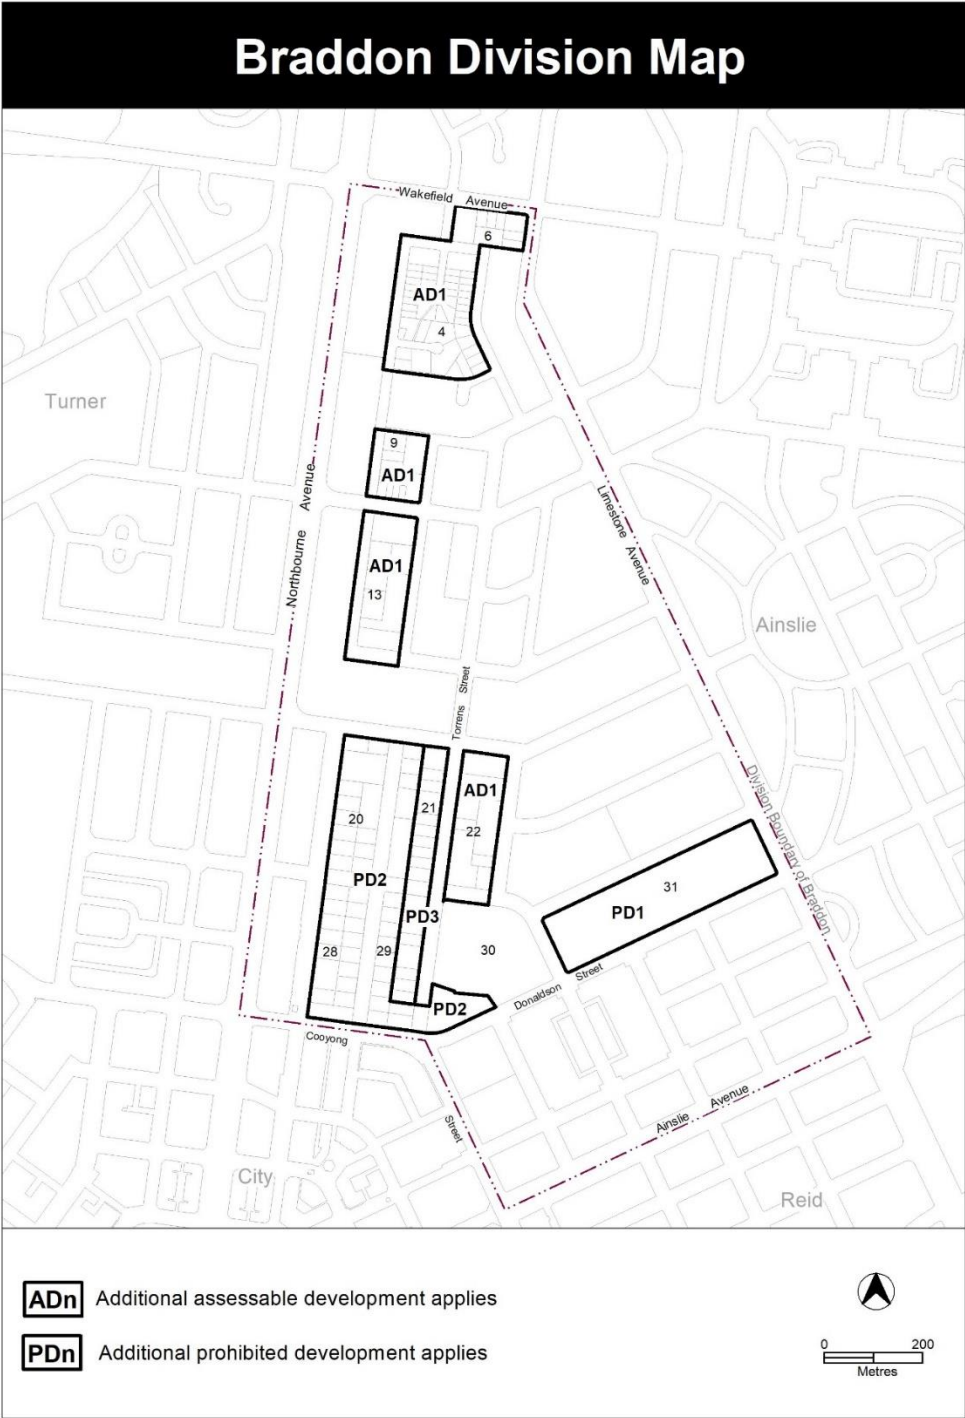 Braddon Division Map
Wakefield Avenue
6
AD1
4
Turner
9
AD1
Northbourne Avenue
Limestone Avenue
AD1
13
Ainslie
Torrens Street
Division Boundary of Braddon
AD1
21
20
22
PD2
31
PD1
PD3
28
29
30
Donaldson Street
PD2
Cooyong Street
Ainslie Avenue
City
Reid
ADn Additional assessable development applies
PDn Additional prohibited development applies
0 200
Metres